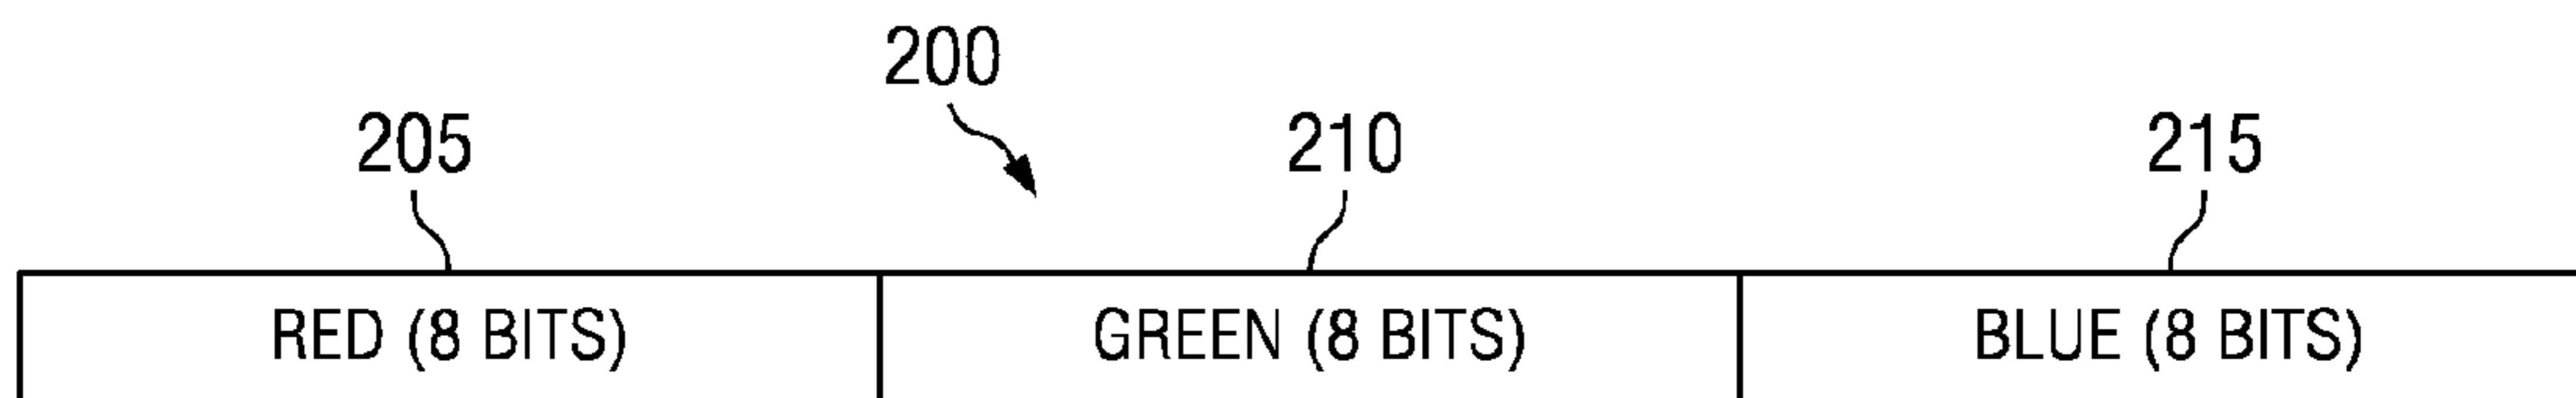 200
205 210 215
RED (8 BITS) GREEN (8 BITS) BLUE (8 BITS)